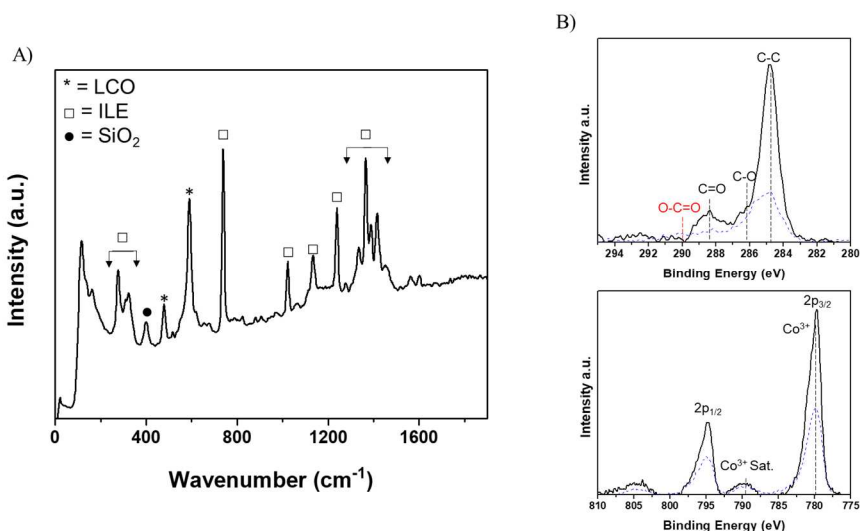 A)
* = LCO
□ = ILE
● = SiO₂
*
*
Intensity (a.u.)
0 400 800 1200 1600
Wavenumber (cm⁻¹)
B)
C-C
C-O
C=O
O-C=O
Intensity a.u.
294 292 290 288 286 284 282 280
Binding Energy (eV)
2p₃/₂
Co³⁺
2p₁/₂
Co³⁺ Sat.
Intensity a.u.
810 805 800 795 790 785 780 775
Binding Energy (eV)